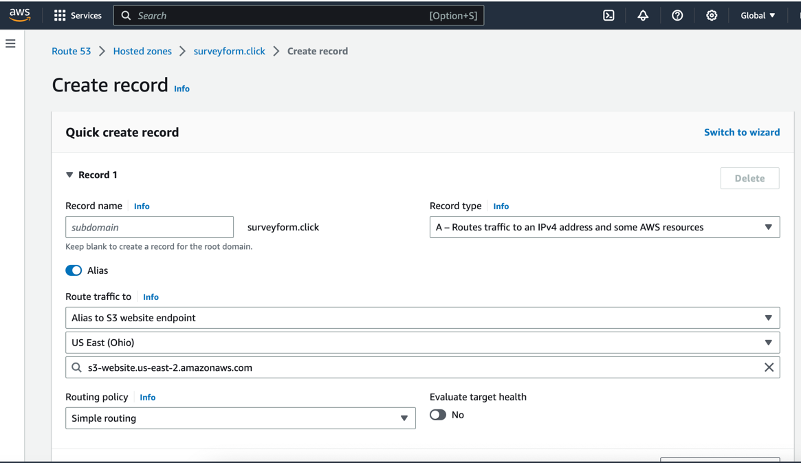 aws Services Search [Option+S] Global
Route 53 > Hosted zones > surveyform.click > Create record
Create record Info
Quick create record Switch to wizard
Record 1 Delete
Record name Info Record type Info
subdomain surveyform.click A – Routes traffic to an IPv4 address and some AWS resources
Keep blank to create a record for the root domain.
Alias
Route traffic to Info
Alias to S3 website endpoint
US East (Ohio)
s3-website.us-east-2.amazonaws.com
Routing policy Info Evaluate target health
Simple routing No